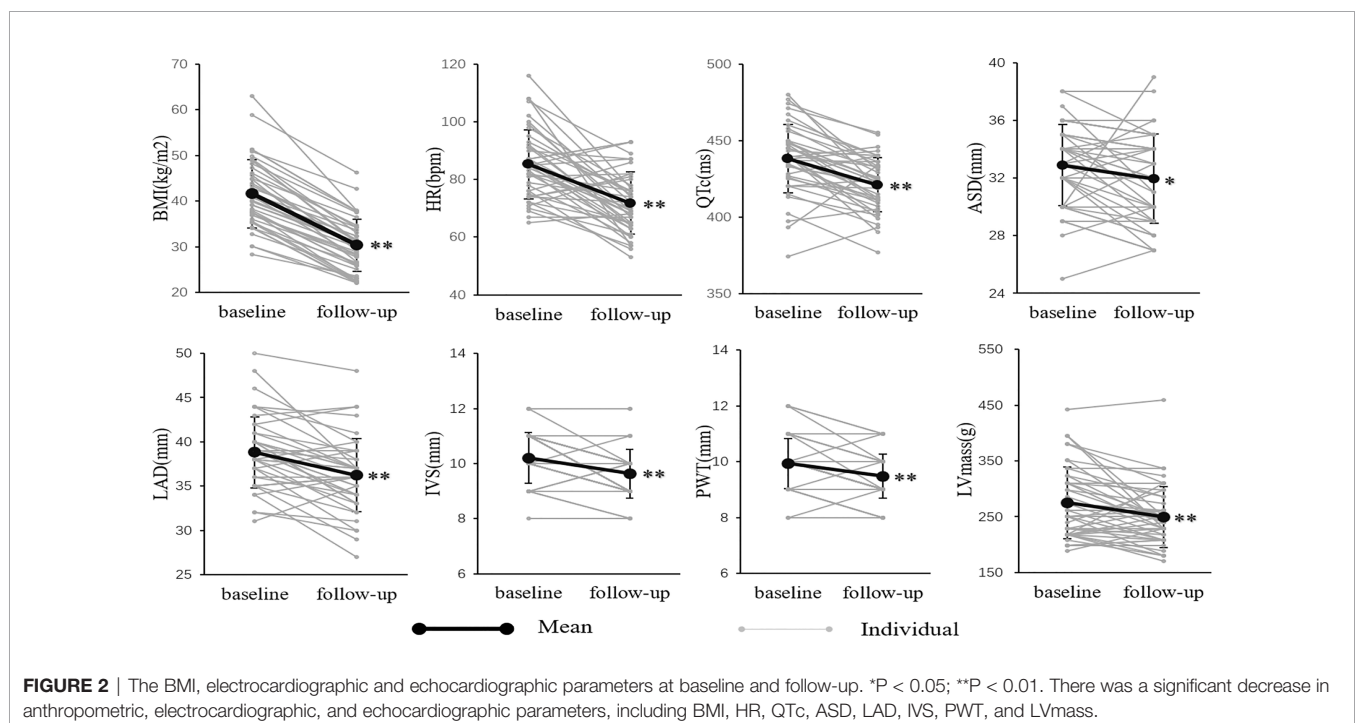 70
60
50
40
30
20
BMI(kg/m2)
baseline follow-up
**
120
100
80
60
40
HR(bpm)
baseline follow-up
**
500
450
400
350
QTc(ms)
baseline follow-up
**
40
36
32
28
24
ASD(mm)
baseline follow-up
*
50
45
40
35
30
25
LAD(mm)
baseline follow-up
**
14
12
10
8
6
IVS(mm)
baseline follow-up
**
14
12
10
8
6
PWT(mm)
baseline follow-up
**
550
450
350
250
150
LVmass(g)
baseline follow-up
**
Mean Individual
FIGURE 2 | The BMI, electrocardiographic and echocardiographic parameters at baseline and follow-up. *P < 0.05; **P < 0.01. There was a significant decrease in
anthropometric, electrocardiographic, and echocardiographic parameters, including BMI, HR, QTc, ASD, LAD, IVS, PWT, and LVmass.